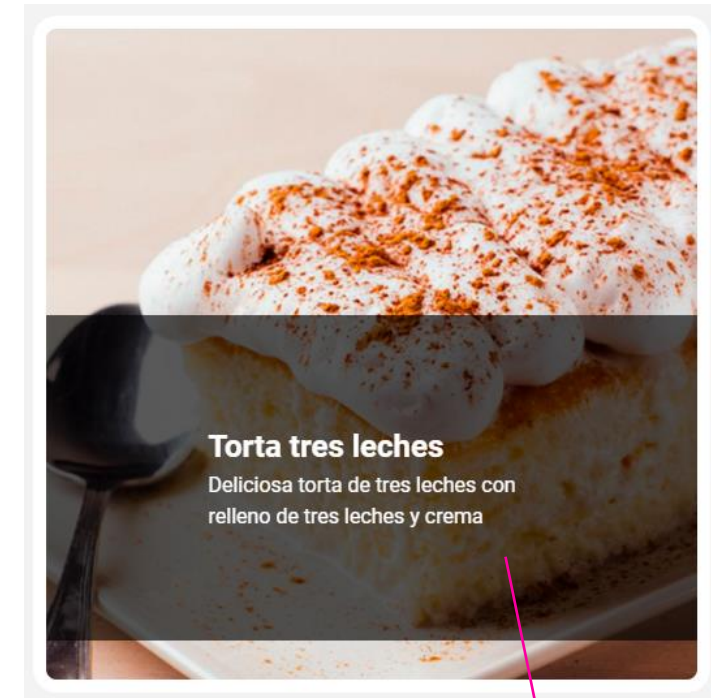 Torta tres leches
Deliciosa torta de tres leches con
relleno de tres leches y crema